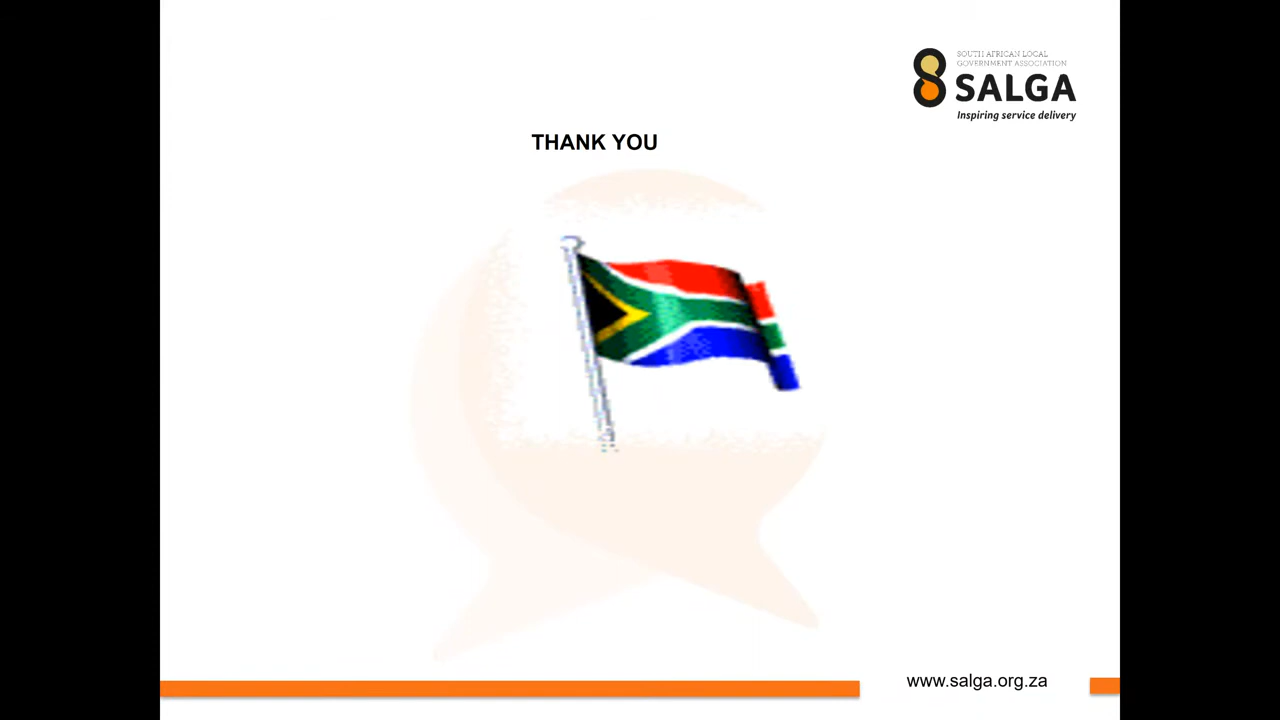 SOUTH AFRICAN LOCAL
GOVERNMENT ASSOCIATION
SALGA
Inspiring service delivery
THANK YOU
www.salga.org.za